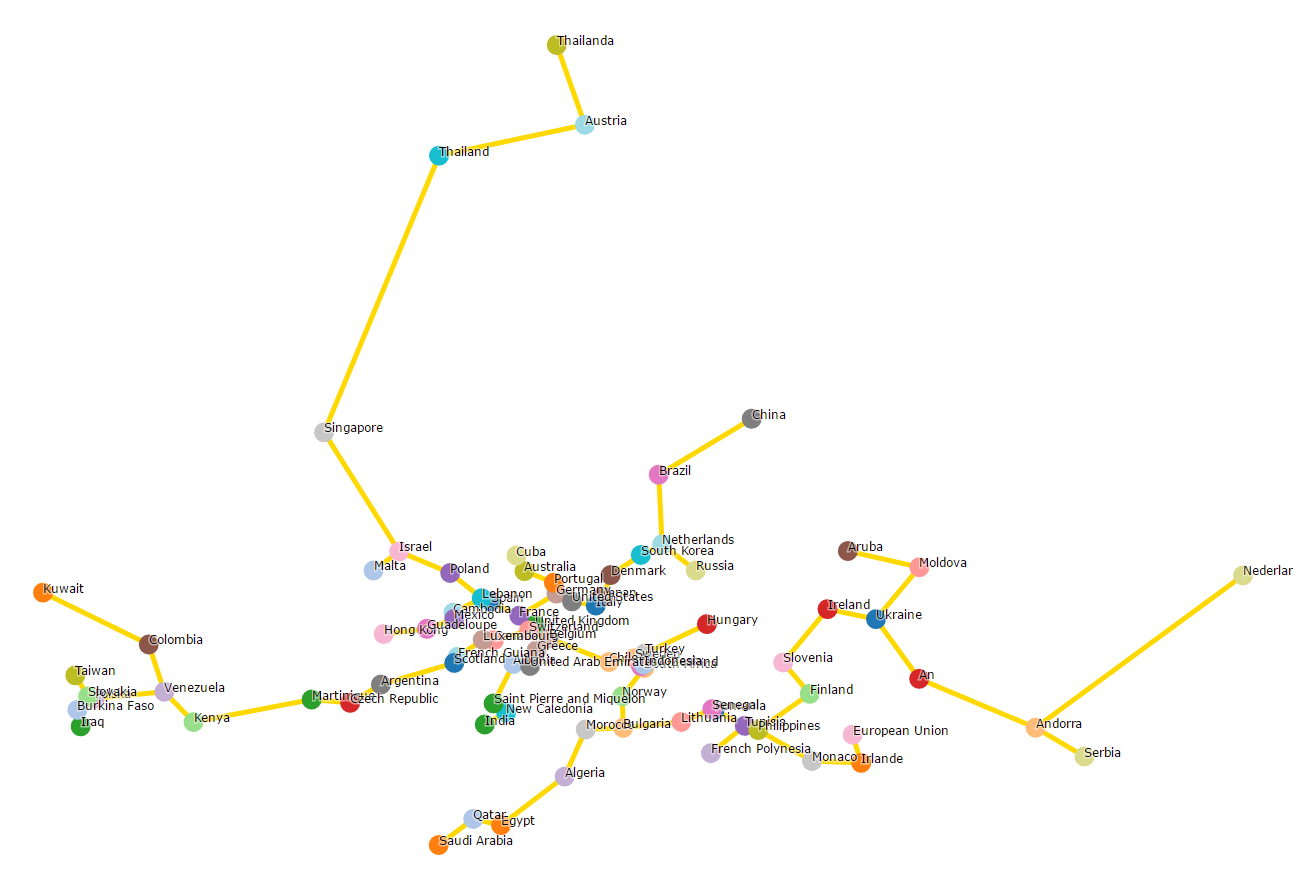 Thailanda
Austria
Thailand
China
Singapore
Brazil
Netherlands
Israel
Cuba
South Korea
Aruba
Malta
Poland
Australia
Denmark
Russia
Moldova
Nederlan
Portugal
Kuwait
Lebanon
Germany
Spain
United States
Japan
Italy
Cambodia
Mexico
France
Ireland
Ukraine
Hong Kong
Guadeloupe
United Kingdom
Switzerland
Hungary
Colombia
Luxembourg
Belgium
Greece
Turkey
French Guiana
Sweden
Scotland
United Arab Emirates
Chile
Indonesia
Slovenia
Taiwan
Argentina
An
Slovakia
Venezuela
Martinique
Czech Republic
Saint Pierre and Miquelon
Norway
Finland
Burkina Faso
New Caledonia
Senegal
Iraq
Kenya
India
Morocco
Bulgaria
Lithuania
Tunisia
Philippines
Andorra
European Union
French Polynesia
Monaco
Irlande
Serbia
Algeria
Qatar
Egypt
Saudi Arabia